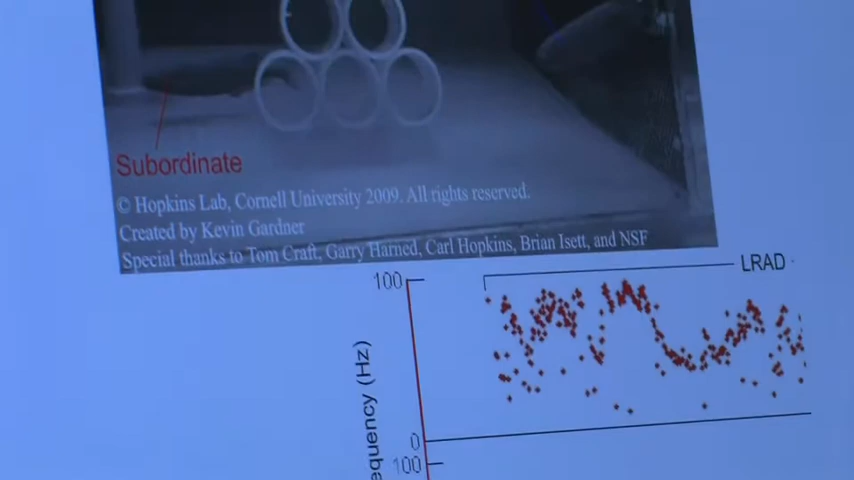 Subordinate
© Hopkins Lab, Cornell University 2009. All rights reserved.
Created by Kevin Gardner
Special thanks to Tom Craft, Garry Harned, Carl Hopkins, Brian Isett, and NSF
LRAD
100
equency (Hz)
0
100